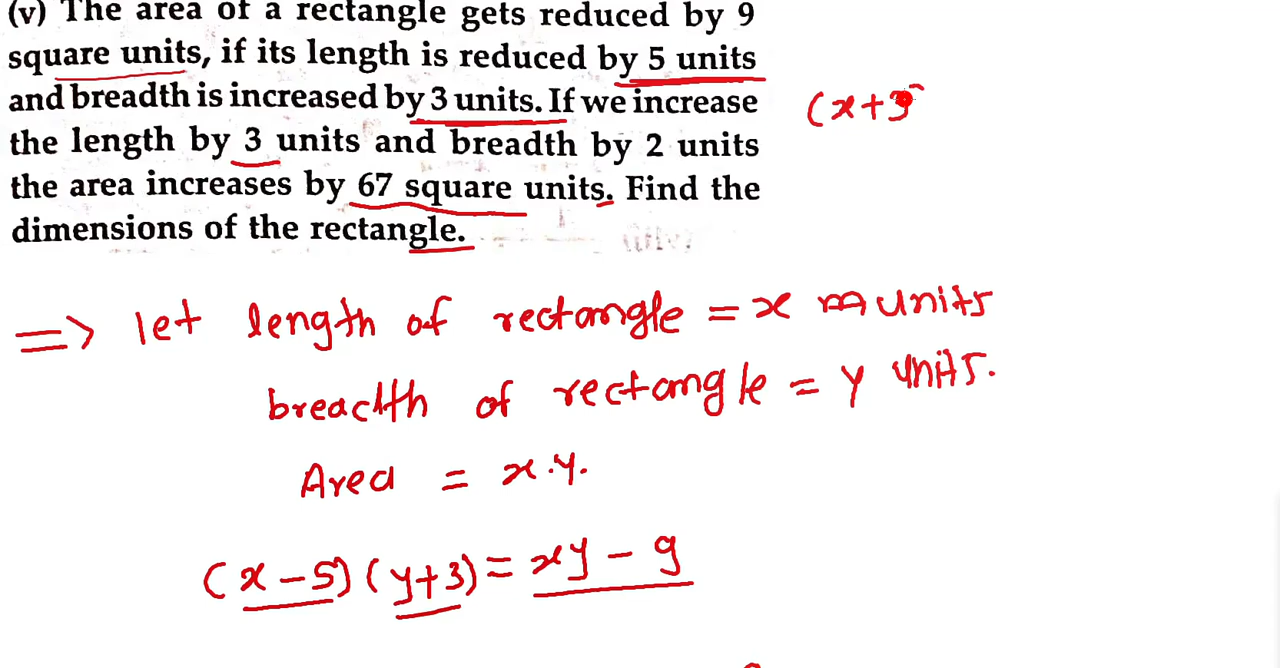 (v) The area of a rectangle gets reduced by 9
square units, if its length is reduced by 5 units
and breadth is increased by 3 units. If we increase
the length by 3 units and breadth by 2 units
the area increases by 67 square units. Find the
dimensions of the rectangle.
(x+3
=> let length of rectangle = x m units
breadth of rectangle = y units.
Area = x.y.
(x-5)(y+3) = xy - 9